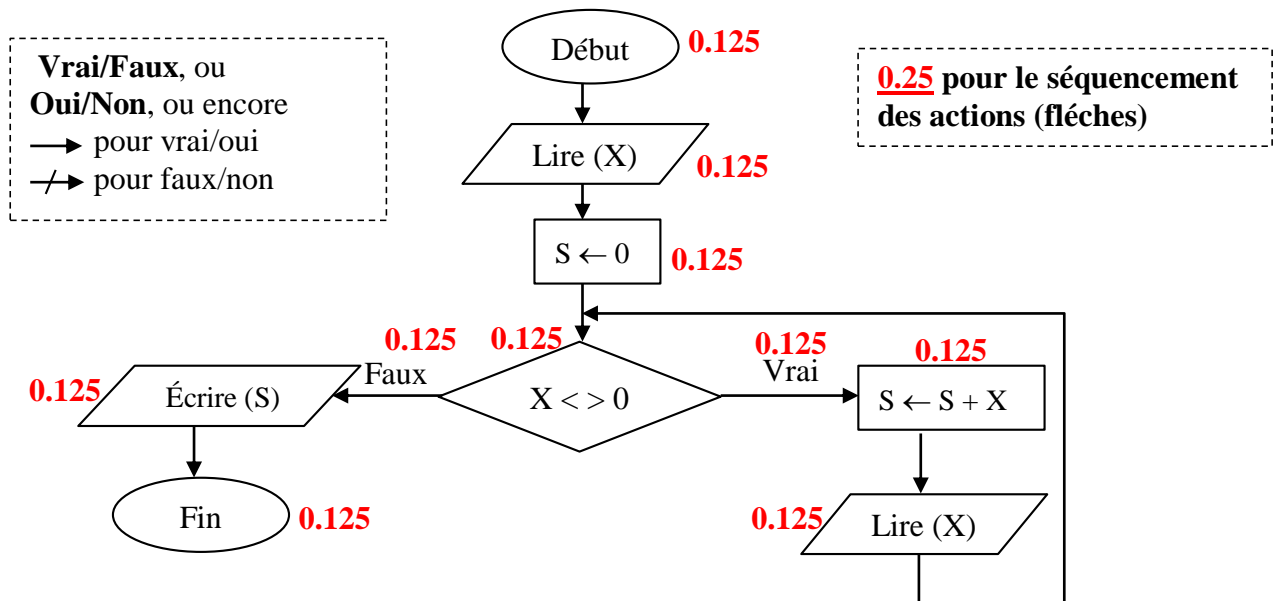 Vrai/Faux, ou
Oui/Non, ou encore
pour vrai/oui
pour faux/non
Début
0.125
0.25 pour le séquencement
des actions (fléches)
Lire (X)
0.125
S ← 0
0.125
0.125
0.125
0.125
0.125
0.125
Écrire (S)
Faux
X < > 0
Vrai
S ← S + X
Fin
0.125
0.125
Lire (X)